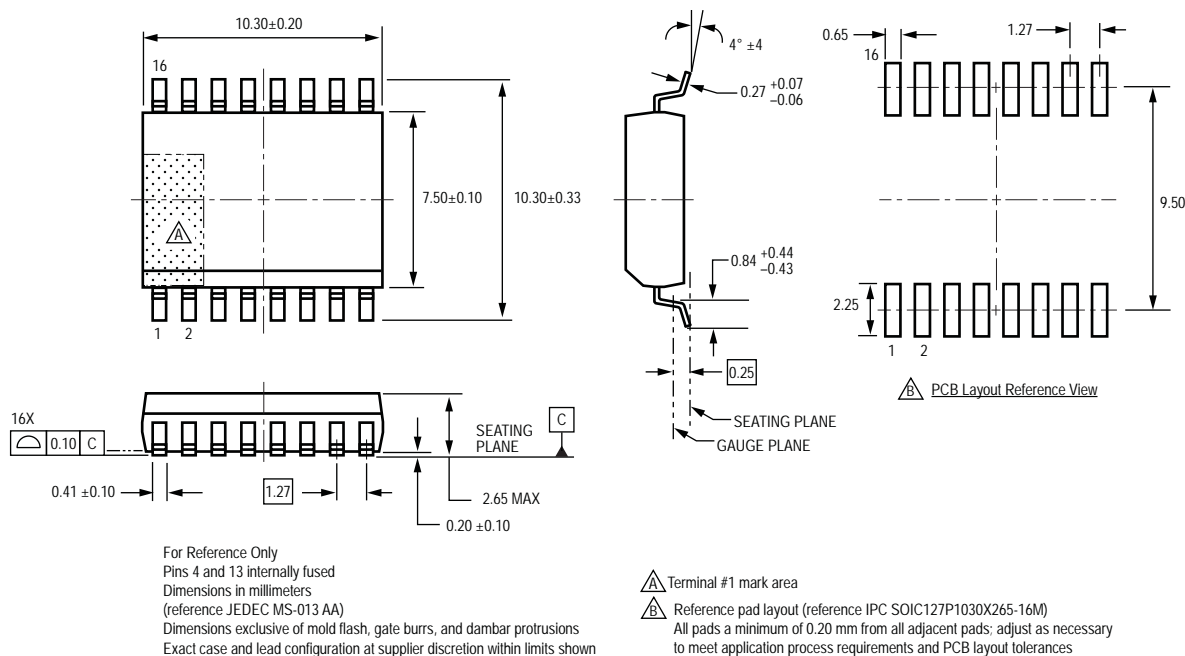 10.30±0.20
16
7.50±0.10
10.30±0.33
A
1 2
4° ±4
0.27 +0.07
–0.06
0.84 +0.44
–0.43
0.25
SEATING PLANE
GAUGE PLANE
0.65
16
1.27
9.50
2.25
1 2
B PCB Layout Reference View
16X
0.10 C
SEATING
PLANE
C
0.41 ±0.10
1.27
2.65 MAX
0.20 ±0.10
For Reference Only
Pins 4 and 13 internally fused
Dimensions in millimeters
(reference JEDEC MS-013 AA)
Dimensions exclusive of mold flash, gate burrs, and dambar protrusions
Exact case and lead configuration at supplier discretion within limits shown
A Terminal #1 mark area
B Reference pad layout (reference IPC SOIC127P1030X265-16M)
All pads a minimum of 0.20 mm from all adjacent pads; adjust as necessary
to meet application process requirements and PCB layout tolerances